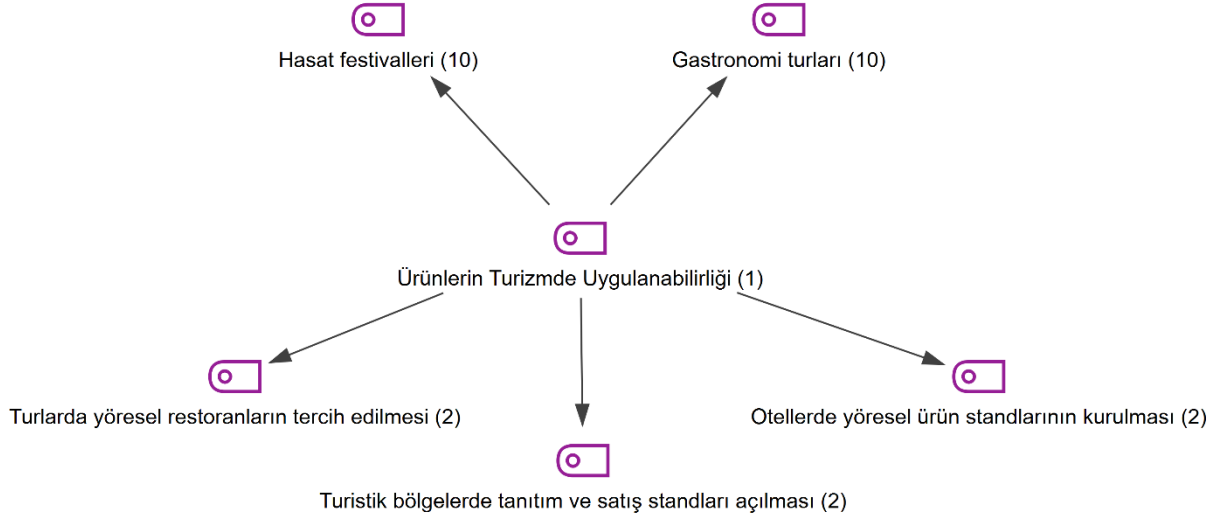 Hasat festivalleri (10)
Gastronomi turları (10)
Ürünlerin Turizmde Uygulanabilirliği (1)
Turlarda yöresel restoranların tercih edilmesi (2)
Otellerde yöresel ürün standlarının kurulması (2)
Turistik bölgelerde tanıtım ve satış standları açılması (2)